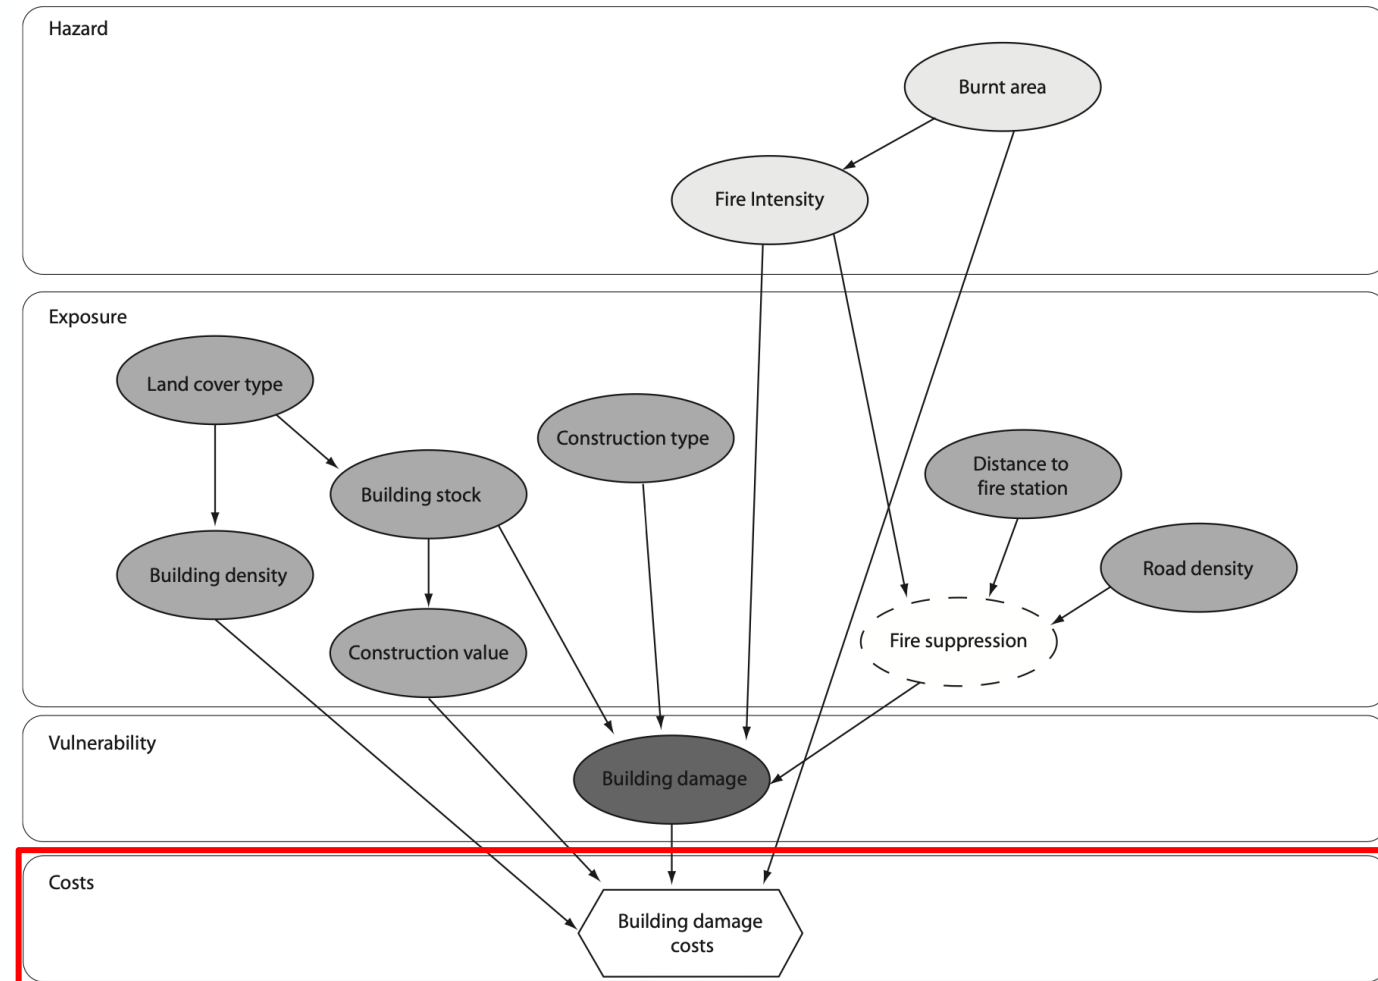 Hazard
Burnt area
Fire Intensity
Exposure
Land cover type
Construction type
Distance to
fire station
Building stock
Road density
Building density
Fire suppression
Construction value
Vulnerability
Building damage
Costs
Building damage
costs